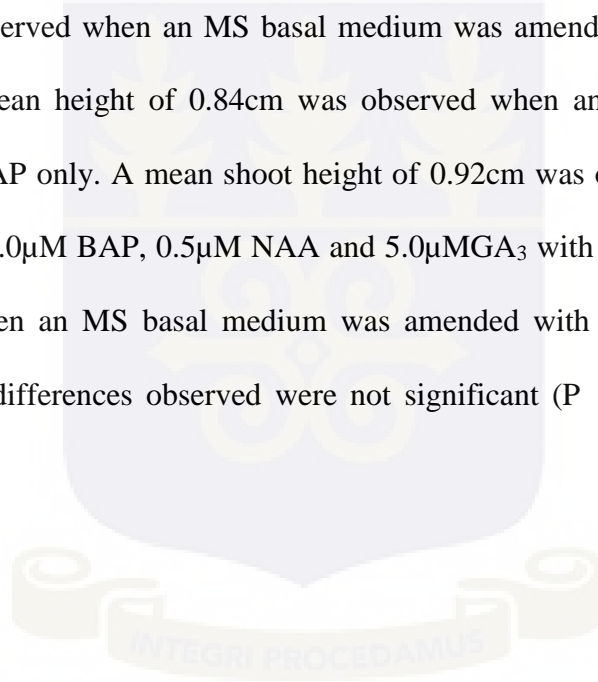 served when an MS basal medium was amend
ean height of 0.84cm was observed when an
AP only. A mean shoot height of 0.92cm was
.0µM BAP, 0.5µM NAA and 5.0µMGA₃ with
en an MS basal medium was amended with
differences observed were not significant (P
INTEGRI PROCEDAMUS